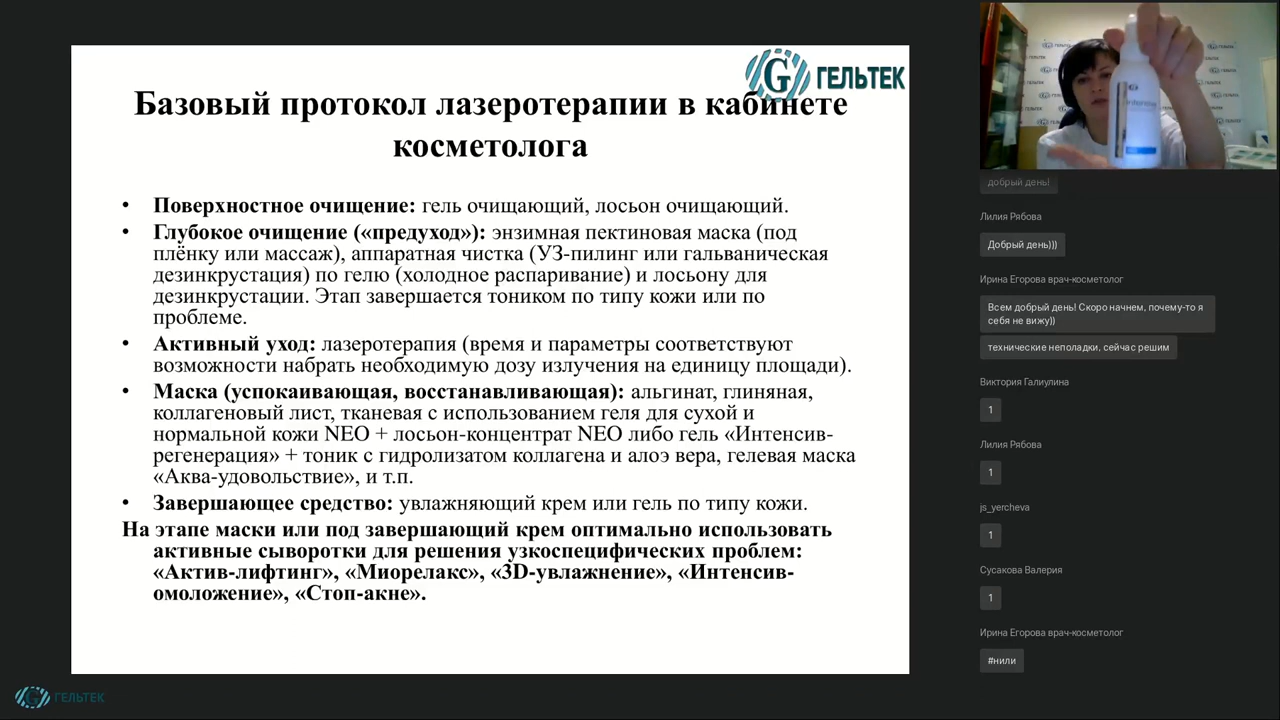 ГЕЛЬТЕК
Базовый протокол лазеротерапии в кабинете
косметолога
• Поверхностное очищение: гель очищающий, лосьон очищающий.
• Глубокое очищение («предуход»): энзимная пектиновая маска (под
плёнку или массаж), аппаратная чистка (УЗ-пилинг или гальваническая
дезинкрустация) по гелю (холодное распаривание) и лосьону для
дезинкрустации. Этап завершается тоником по типу кожи или по
проблеме.
• Активный уход: лазеротерапия (время и параметры соответствуют
возможности набрать необходимую дозу излучения на единицу площади).
• Маска (успокаивающая, восстанавливающая): альгинат, глиняная,
коллагеновый лист, тканевая с использованием геля для сухой и
нормальной кожи NEO + лосьон-концентрат NEO либо гель «Интенсив-
регенерация» + тоник с гидролизатом коллагена и алоэ вера, гелевая маска
«Аква-удовольствие», и т.п.
• Завершающее средство: увлажняющий крем или гель по типу кожи.
На этапе маски или под завершающий крем оптимально использовать
активные сыворотки для решения узкоспецифических проблем:
«Актив-лифтинг», «Миорелакс», «3D-увлажнение», «Интенсив-
омоложение», «Стоп-акне».
ГЕЛЬТЕК
добрый день!
Лилия Рябова
Добрый день)))
Ирина Егорова врач-косметолог
Всем добрый день! Скоро начнем, почему-то я
себя не вижу))
технические неполадки, сейчас решим
Виктория Галиулина
1
Лилия Рябова
1
js_yercheva
1
Сусакова Валерия
1
Ирина Егорова врач-косметолог
#нили